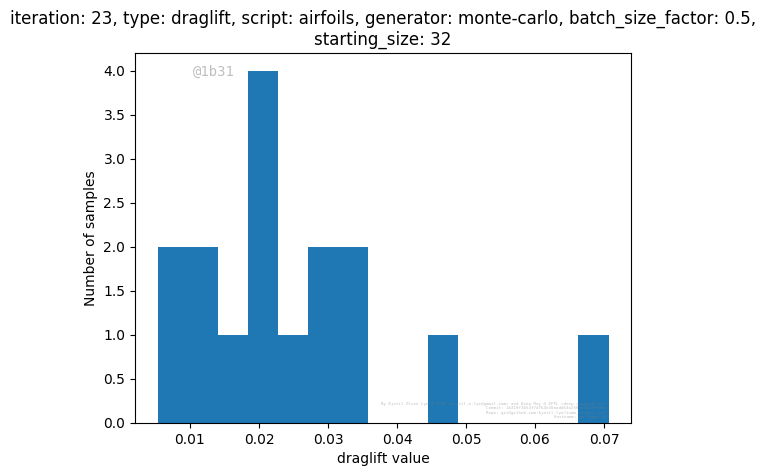 iteration: 23, type: draglift, script: airfoils, generator: monte-carlo, batch_size_factor: 0.5,
starting_size: 32
@1b31
4.0
3.5
3.0
2.5
2.0
1.5
1.0
0.5
0.0
Number of samples
0.01 0.02 0.03 0.04 0.05 0.06 0.07
draglift value